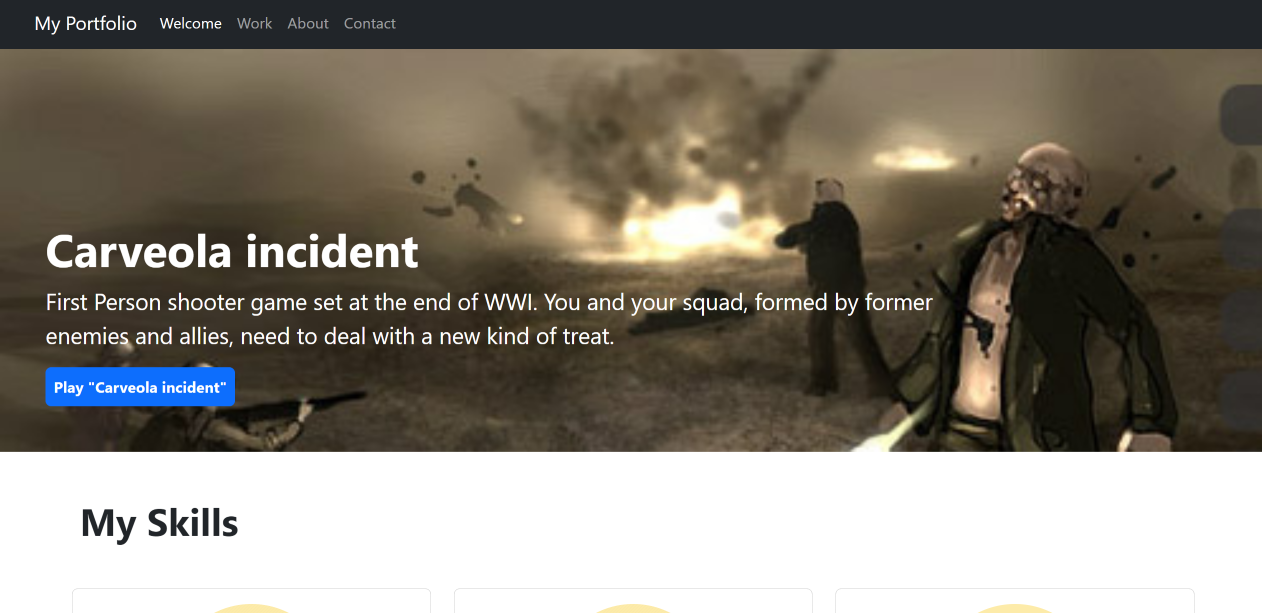 My Portfolio Welcome Work About Contact
Carveola incident
First Person shooter game set at the end of WWI. You and your squad, formed by former
enemies and allies, need to deal with a new kind of treat.
Play "Carveola incident"
My Skills